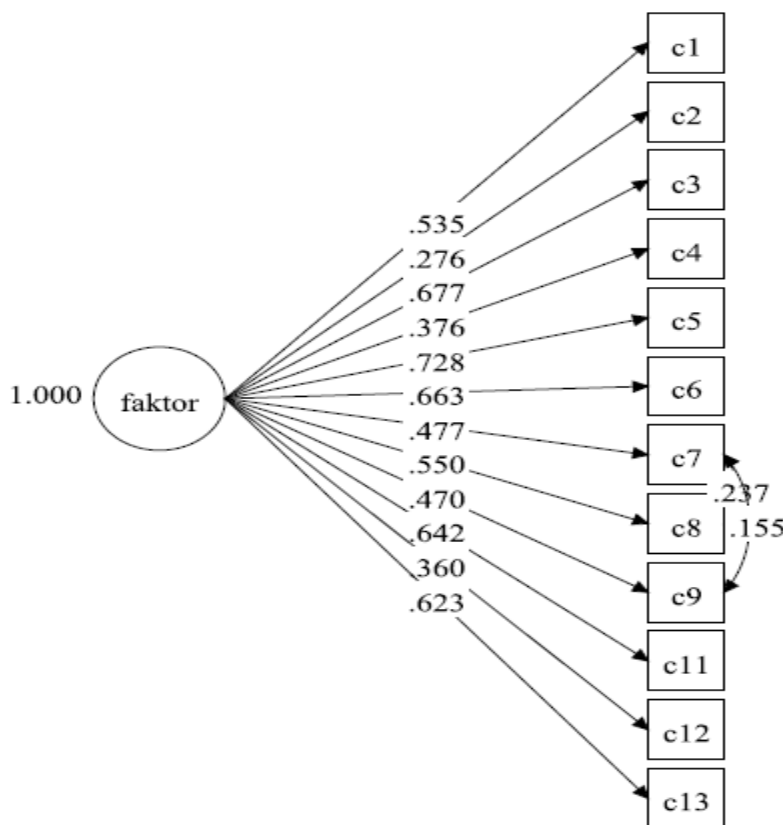 c1
c2
c3
c4
c5
c6
c7
c8
c9
c11
c12
c13
.535
.276
.677
.376
.728
.663
.477
.550
.470
.642
.360
.623
1.000
faktor
.237
.155